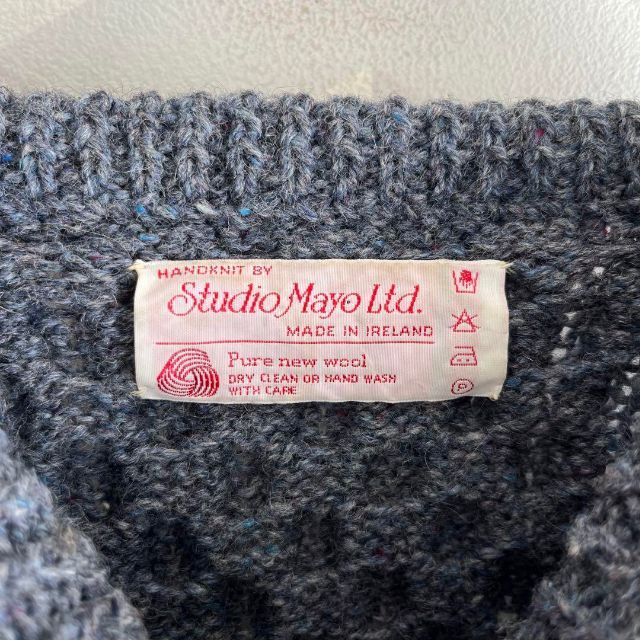 HANDKNIT BY
Studio Mayo Ltd.
MADE IN IRELAND
Pure new wool
DRY CLEAN OR HAND WASH
WITH CARE
P